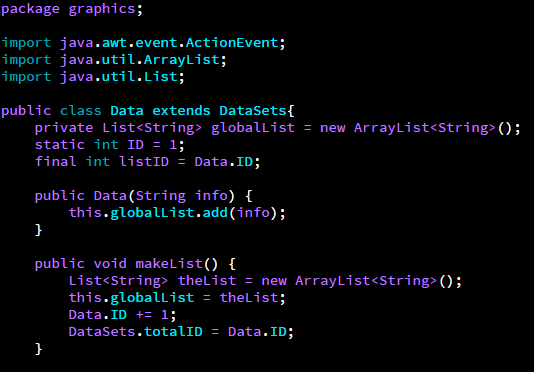 package graphics;
import java.awt.event.ActionEvent;
import java.util.ArrayList;
import java.util.List;
public class Data extends DataSets{
    private List<String> globalList = new ArrayList<String>();
    static int ID = 1;
    final int listID = Data.ID;
    public Data(String info) {
        this.globalList.add(info);
    }
    public void makeList() {
        List<String> theList = new ArrayList<String>();
        this.globalList = theList;
        Data.ID += 1;
        DataSets.totalID = Data.ID;
    }